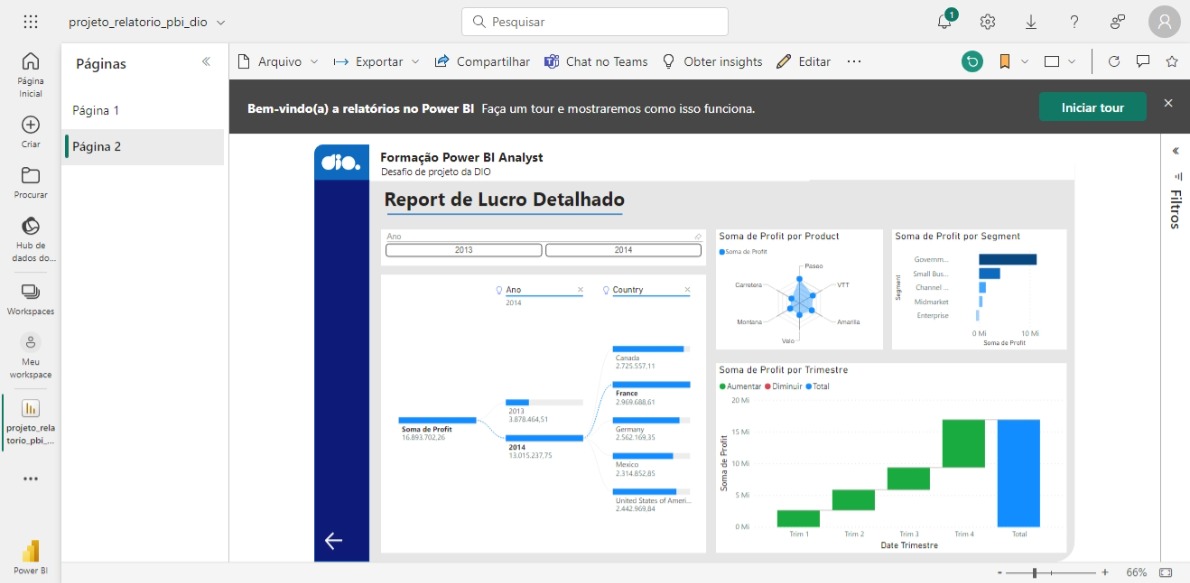 projeto_relatorio_pbi_dio
Pesquisar
1
Página
Inicial
Criar
Procurar
Hub de
dados do...
Workspaces
Meu
workspace
projeto_rela
torio_pbi_...
Power BI
Páginas
Página 1
Página 2
Arquivo
Exportar
Compartilhar
Chat no Teams
Obter insights
Editar
Bem-vindo(a) a relatórios no Power BI Faça um tour e mostraremos como isso funciona.
Iniciar tour
dio.
Formação Power BI Analyst
Desafio de projeto da DIO
Report de Lucro Detalhado
Ano
2013
2014
Ano
2014
Country
Soma de Profit
16.893.702,26
2013
3.878.464,51
2014
13.015.237,75
Canada
2.725.557,11
France
2.969.688,61
Germany
2.562.169,35
Mexico
2.314.852,85
United States of Ameri...
2.442.969,84
Soma de Profit por Product
Soma de Profit
Paseo
VTT
Amarilla
Velo
Montana
Carretera
Soma de Profit por Segment
Segment
Governm...
Small Bus...
Channel ...
Midmarket
Enterprise
0 Mi
10 Mi
Soma de Profit
Soma de Profit por Trimestre
Aumentar
Diminuir
Total
Soma de Profit
20 Mi
15 Mi
10 Mi
5 Mi
0 Mi
Trim 1
Trim 2
Trim 3
Trim 4
Total
Date Trimestre
Filtros
66%